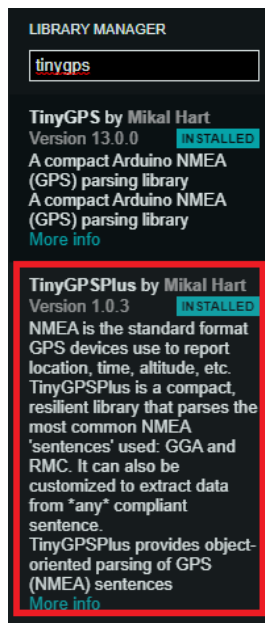 LIBRARY MANAGER
tinygps
TinyGPS by Mikal Hart
Version 13.0.0 INSTALLED
A compact Arduino NMEA
(GPS) parsing library
A compact Arduino NMEA
(GPS) parsing library
More info
TinyGPSPlus by Mikal Hart
Version 1.0.3 INSTALLED
NMEA is the standard format
GPS devices use to report
location, time, altitude, etc.
TinyGPSPlus is a compact,
resilient library that parses the
most common NMEA
'sentences' used: GGA and
RMC. It can also be
customized to extract data
from *any* compliant
sentence.
TinyGPSPlus provides object-
oriented parsing of GPS
(NMEA) sentences
More info